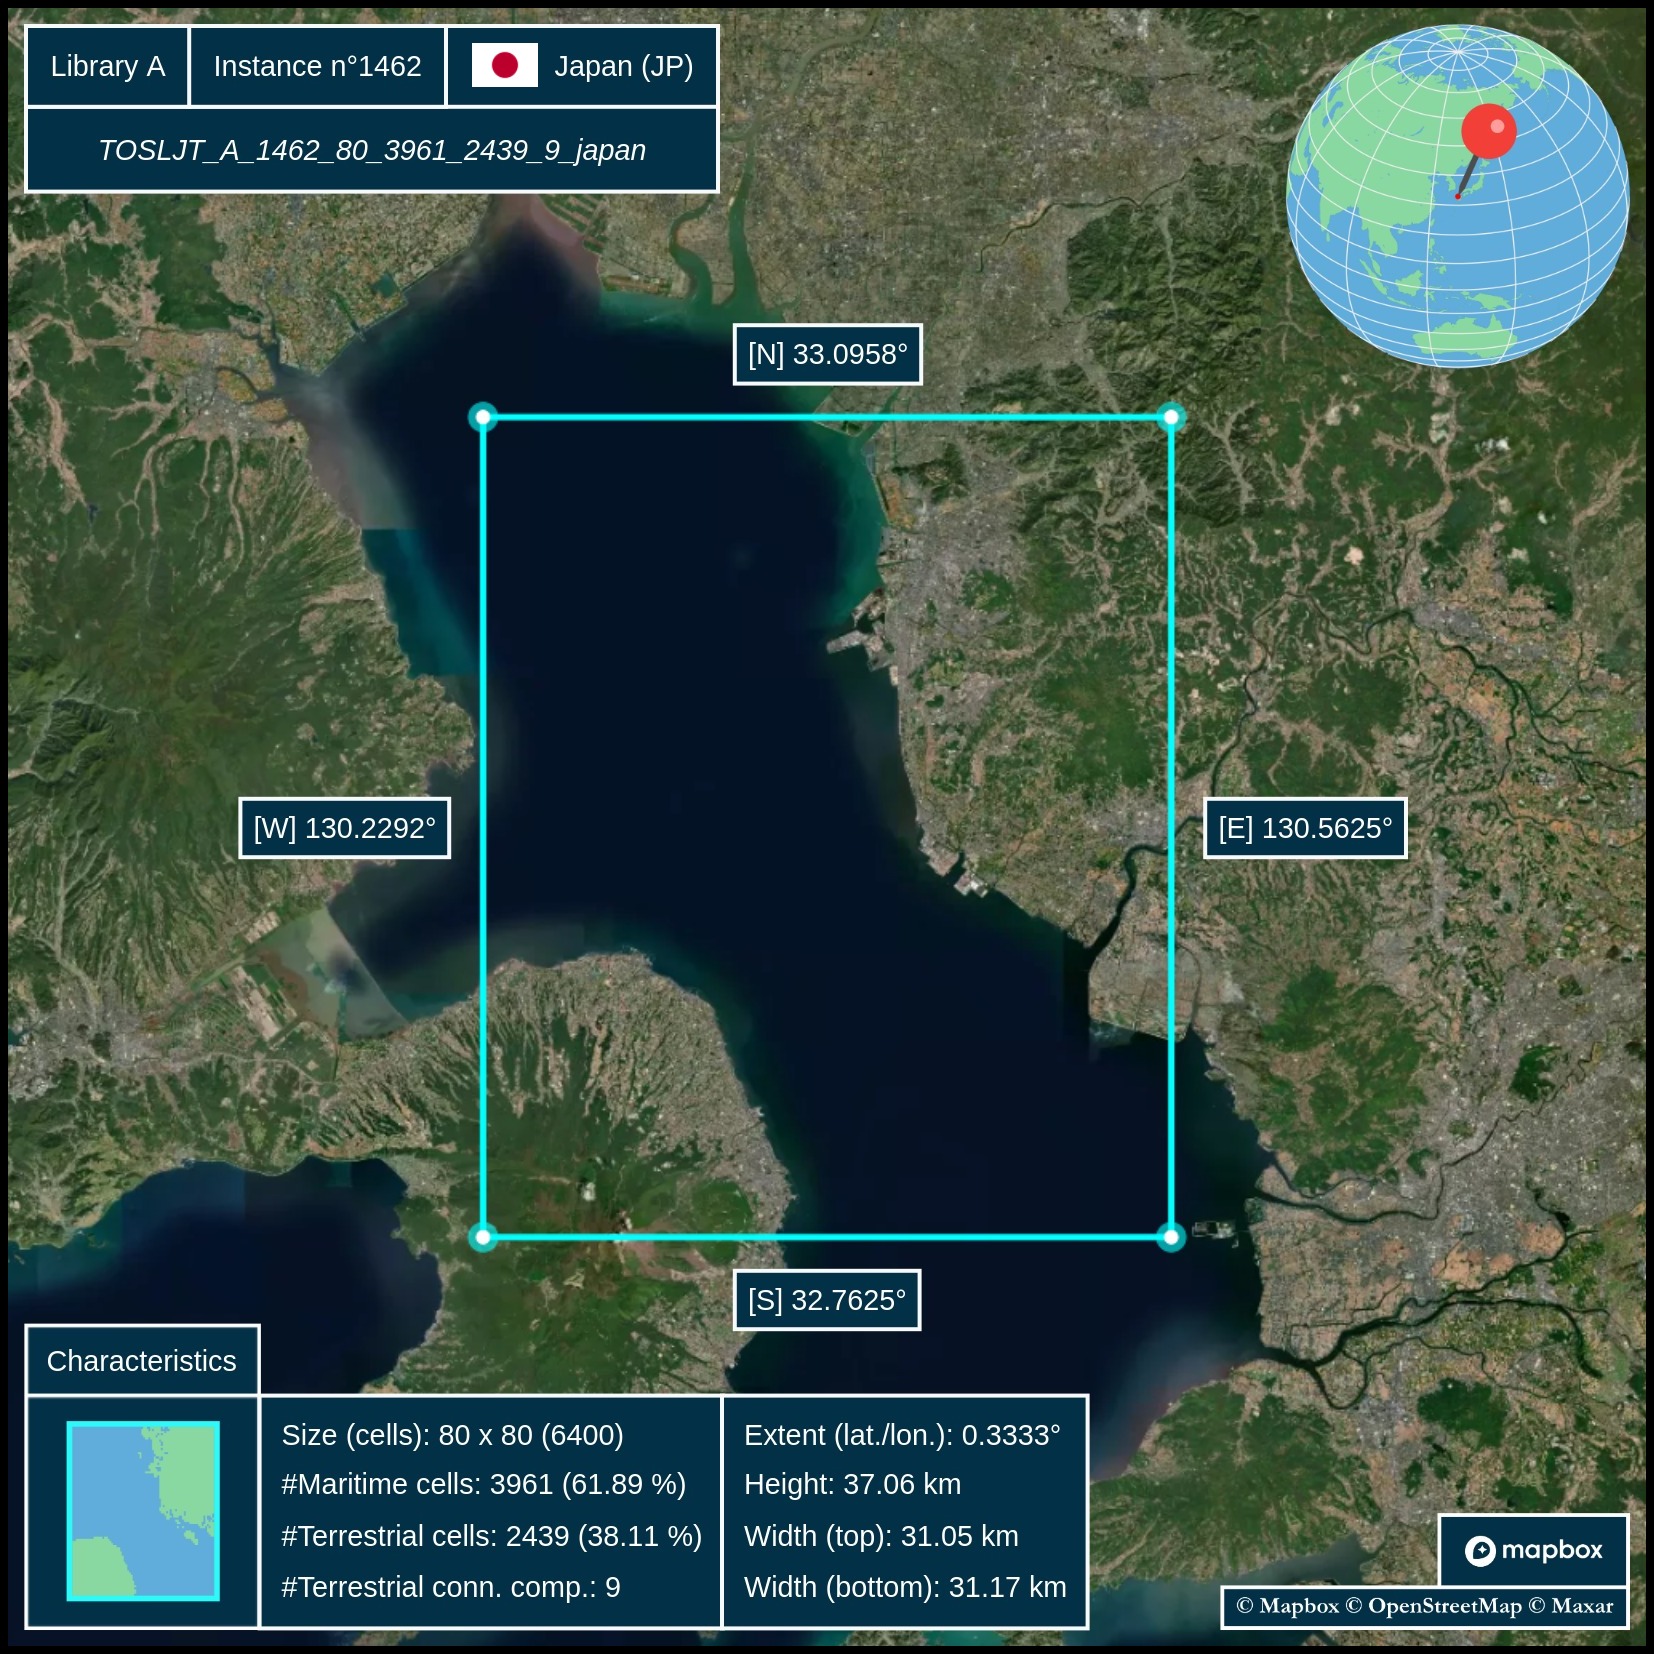 Library A
Instance n°1462
Japan (JP)
TOSLJT_A_1462_80_3961_2439_9_japan
[N] 33.0958°
[W] 130.2292°
[E] 130.5625°
[S] 32.7625°
Characteristics
Size (cells): 80 x 80 (6400)
#Maritime cells: 3961 (61.89 %)
#Terrestrial cells: 2439 (38.11 %)
#Terrestrial conn. comp.: 9
Extent (lat./lon.): 0.3333°
Height: 37.06 km
Width (top): 31.05 km
Width (bottom): 31.17 km
mapbox
© Mapbox © OpenStreetMap © Maxar